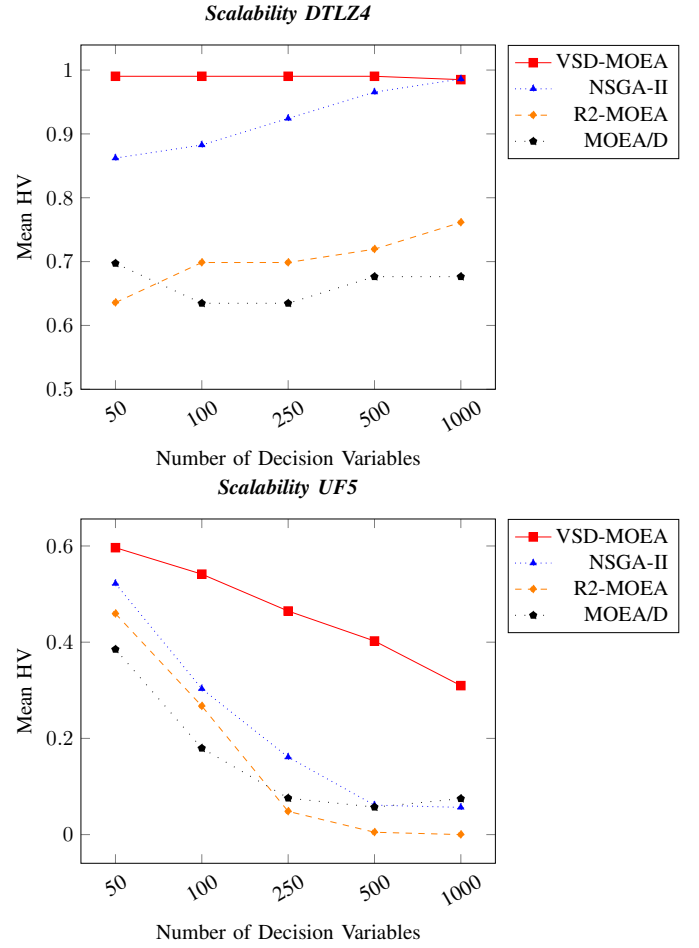 Scalability DTLZ4
1
0.9
0.8
0.7
0.6
0.5
Mean HV
50
100
250
500
1000
Number of Decision Variables
VSD-MOEA
NSGA-II
R2-MOEA
MOEA/D
Scalability UF5
0.6
0.4
0.2
0
Mean HV
50
100
250
500
1000
Number of Decision Variables
VSD-MOEA
NSGA-II
R2-MOEA
MOEA/D